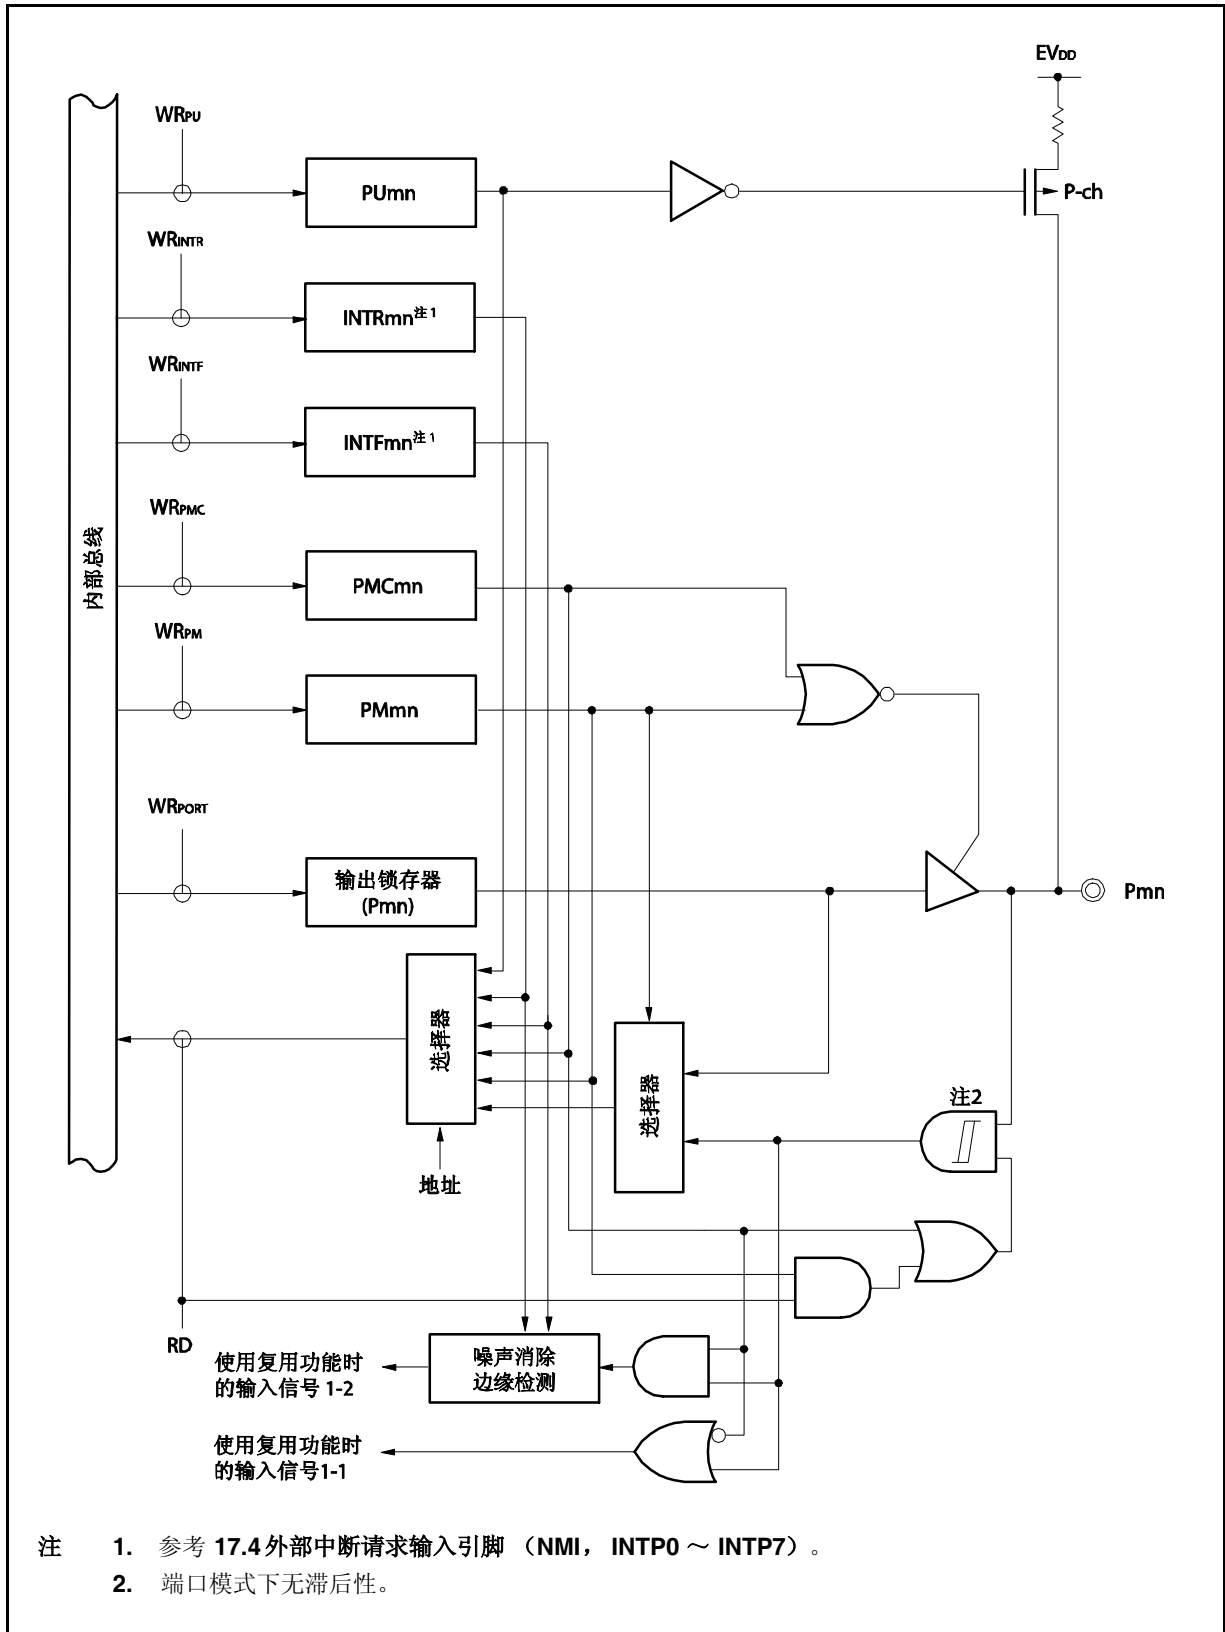 EVDD
WRPU
PUmn
P-ch
WRINTR
INTRmn注1
WRINTF
INTFmn注1
WRPMC
内部总线
PMCmn
WRPM
PMmn
WRPORT
输出锁存器
(Pmn)
Pmn
选择器
选择器
注2
地址
RD
噪声消除
边缘检测
使用复用功能时
的输入信号 1-2
使用复用功能时
的输入信号1-1
注 1. 参考 17.4外部中断请求输入引脚 （NMI， INTP0 ～ INTP7）。
2. 端口模式下无滞后性。